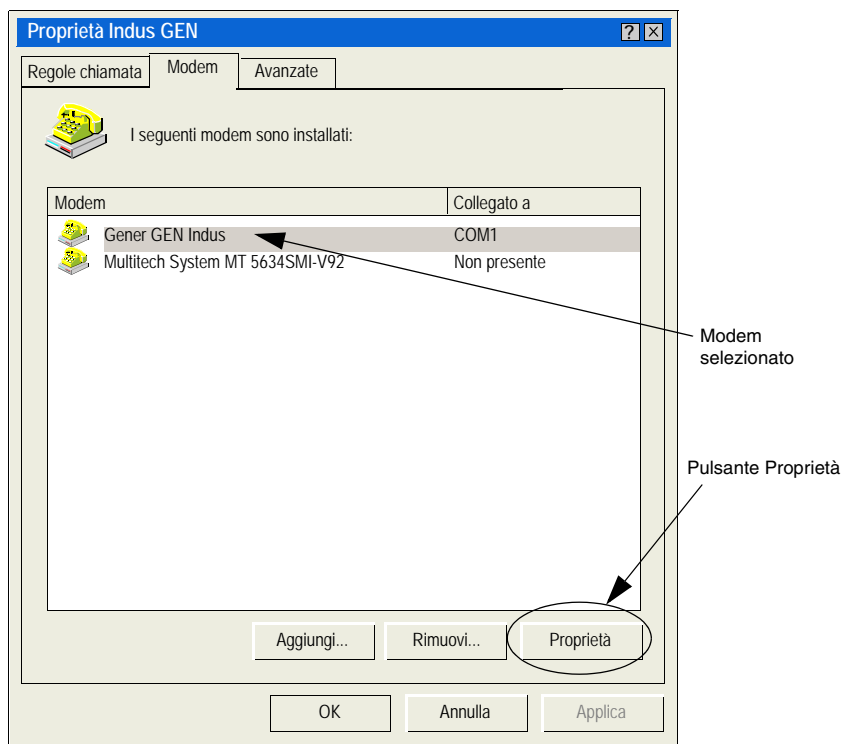 Proprietà Indus GEN
? X
Regole chiamata Modem Avanzate
I seguenti modem sono installati:
Modem Collegato a
Gener GEN Indus COM1
Multitech System MT 5634SMI-V92 Non presente
Modem
selezionato
Pulsante Proprietà
Aggiungi... Rimuovi... Proprietà
OK Annulla Applica